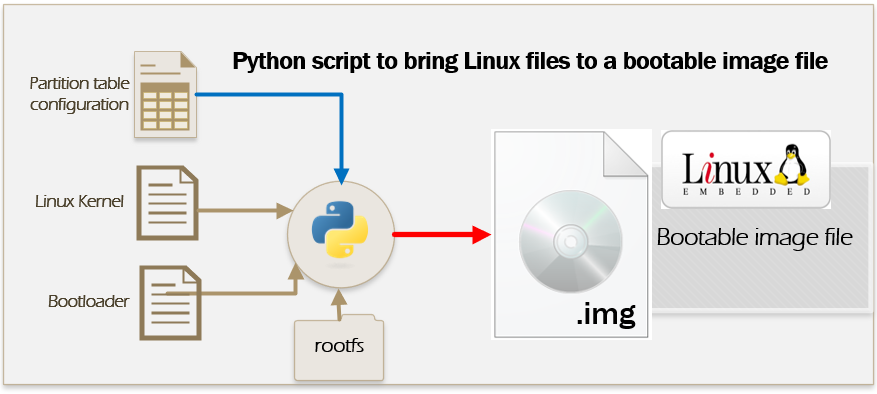 Python script to bring Linux files to a bootable image file
Partition table
configuration
Linux Kernel
Bootloader
rootfs
.img
Linux
EMBEDDED
Bootable image file